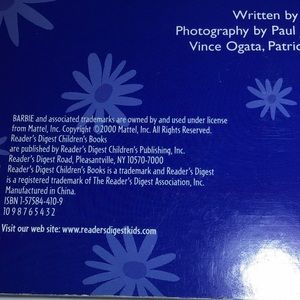 Written by
Photography by Paul
Vince Ogata, Patric
BARBIE and associated trademarks are owned by and used under license
from Mattel, Inc. Copyright ©2000 Mattel, Inc. All Rights Reserved.
Reader's Digest Children's Books
are published by Reader's Digest Children's Publishing, Inc.
Reader's Digest Road, Pleasantville, NY 10570-7000
Reader's Digest Children's Books is a trademark and Reader's Digest
is a registered trademark of The Reader's Digest Association, Inc.
Manufactured in China.
ISBN 1-57584-410-9
10 9 8 7 6 5 4 3 2
Visit our web site: www.readersdigestkids.com